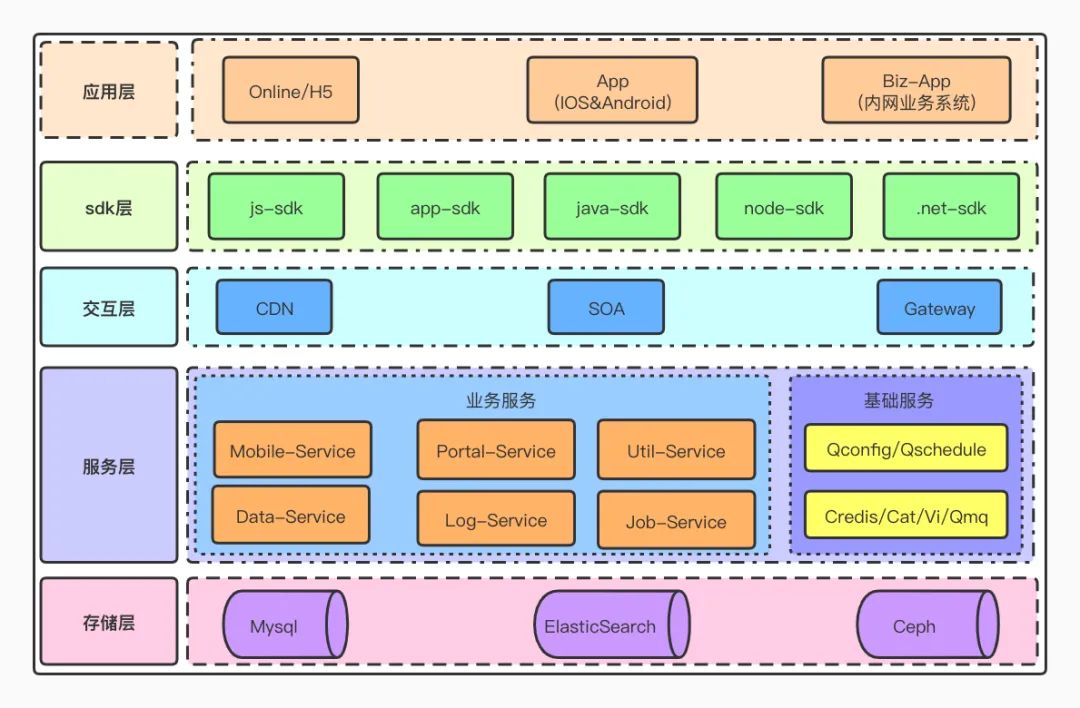 应用层
Online/H5
App
（IOS&Android）
Biz-App
（内网业务系统）
sdk层
js-sdk
app-sdk
java-sdk
node-sdk
.net-sdk
交互层
CDN
SOA
Gateway
服务层
业务服务
Mobile-Service
Portal-Service
Util-Service
Data-Service
Log-Service
Job-Service
基础服务
Qconfig/Qschedule
Credis/Cat/Vi/Qmq
存储层
Mysql
ElasticSearch
Ceph